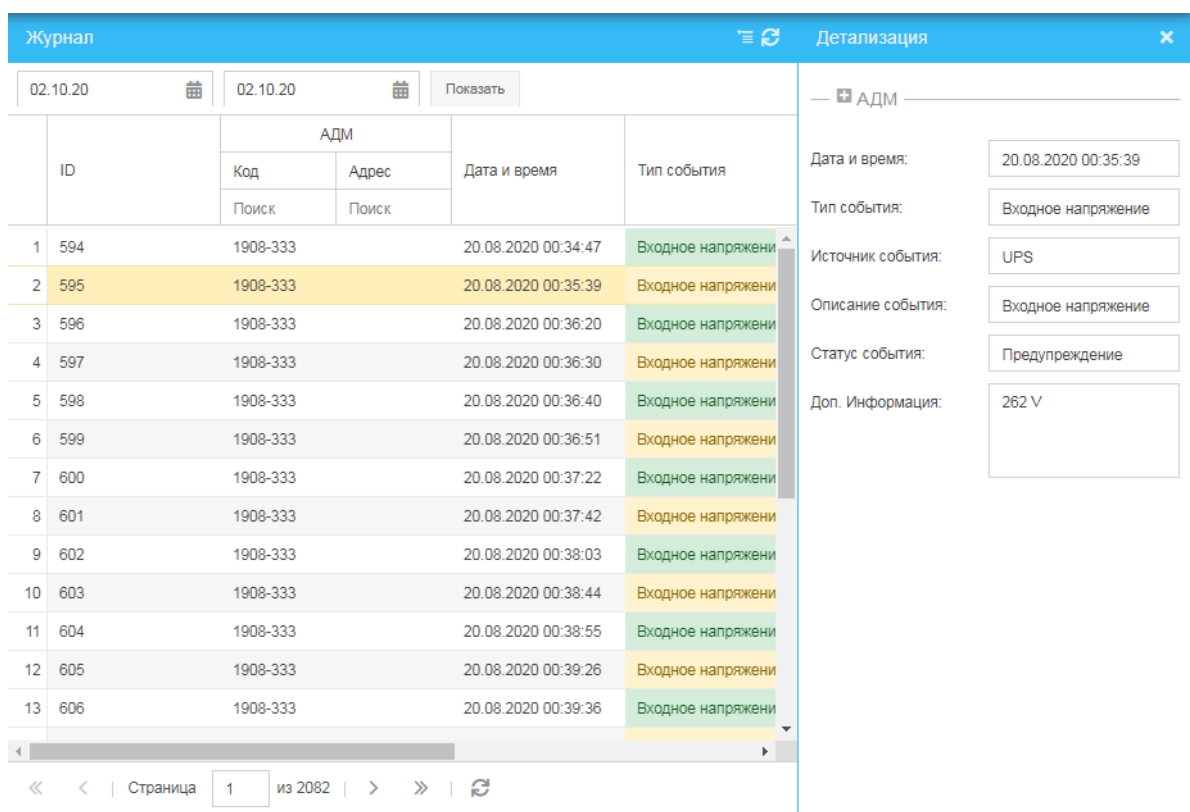 Журнал
Детализация
02.10.20 02.10.20 Показать
АДМ
ID АДМ Дата и время Тип события
Код Адрес
Поиск Поиск
1 594 1908-333 20.08.2020 00:34:47 Входное напряжени
2 595 1908-333 20.08.2020 00:35:39 Входное напряжени
3 596 1908-333 20.08.2020 00:36:20 Входное напряжени
4 597 1908-333 20.08.2020 00:36:30 Входное напряжени
5 598 1908-333 20.08.2020 00:36:40 Входное напряжени
6 599 1908-333 20.08.2020 00:36:51 Входное напряжени
7 600 1908-333 20.08.2020 00:37:22 Входное напряжени
8 601 1908-333 20.08.2020 00:37:42 Входное напряжени
9 602 1908-333 20.08.2020 00:38:03 Входное напряжени
10 603 1908-333 20.08.2020 00:38:44 Входное напряжени
11 604 1908-333 20.08.2020 00:38:55 Входное напряжени
12 605 1908-333 20.08.2020 00:39:26 Входное напряжени
13 606 1908-333 20.08.2020 00:39:36 Входное напряжени
Страница 1 из 2082
Дата и время: 20.08.2020 00:35:39
Тип события: Входное напряжение
Источник события: UPS
Описание события: Входное напряжение
Статус события: Предупреждение
Доп. Информация: 262 V